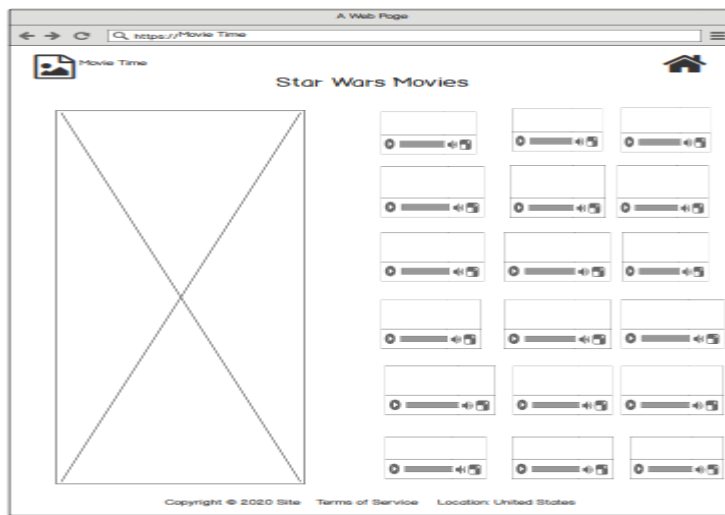 A Web Page
https://Movie Time
Movie Time
Star Wars Movies
Copyright © 2020 Site Terms of Service Location: United States